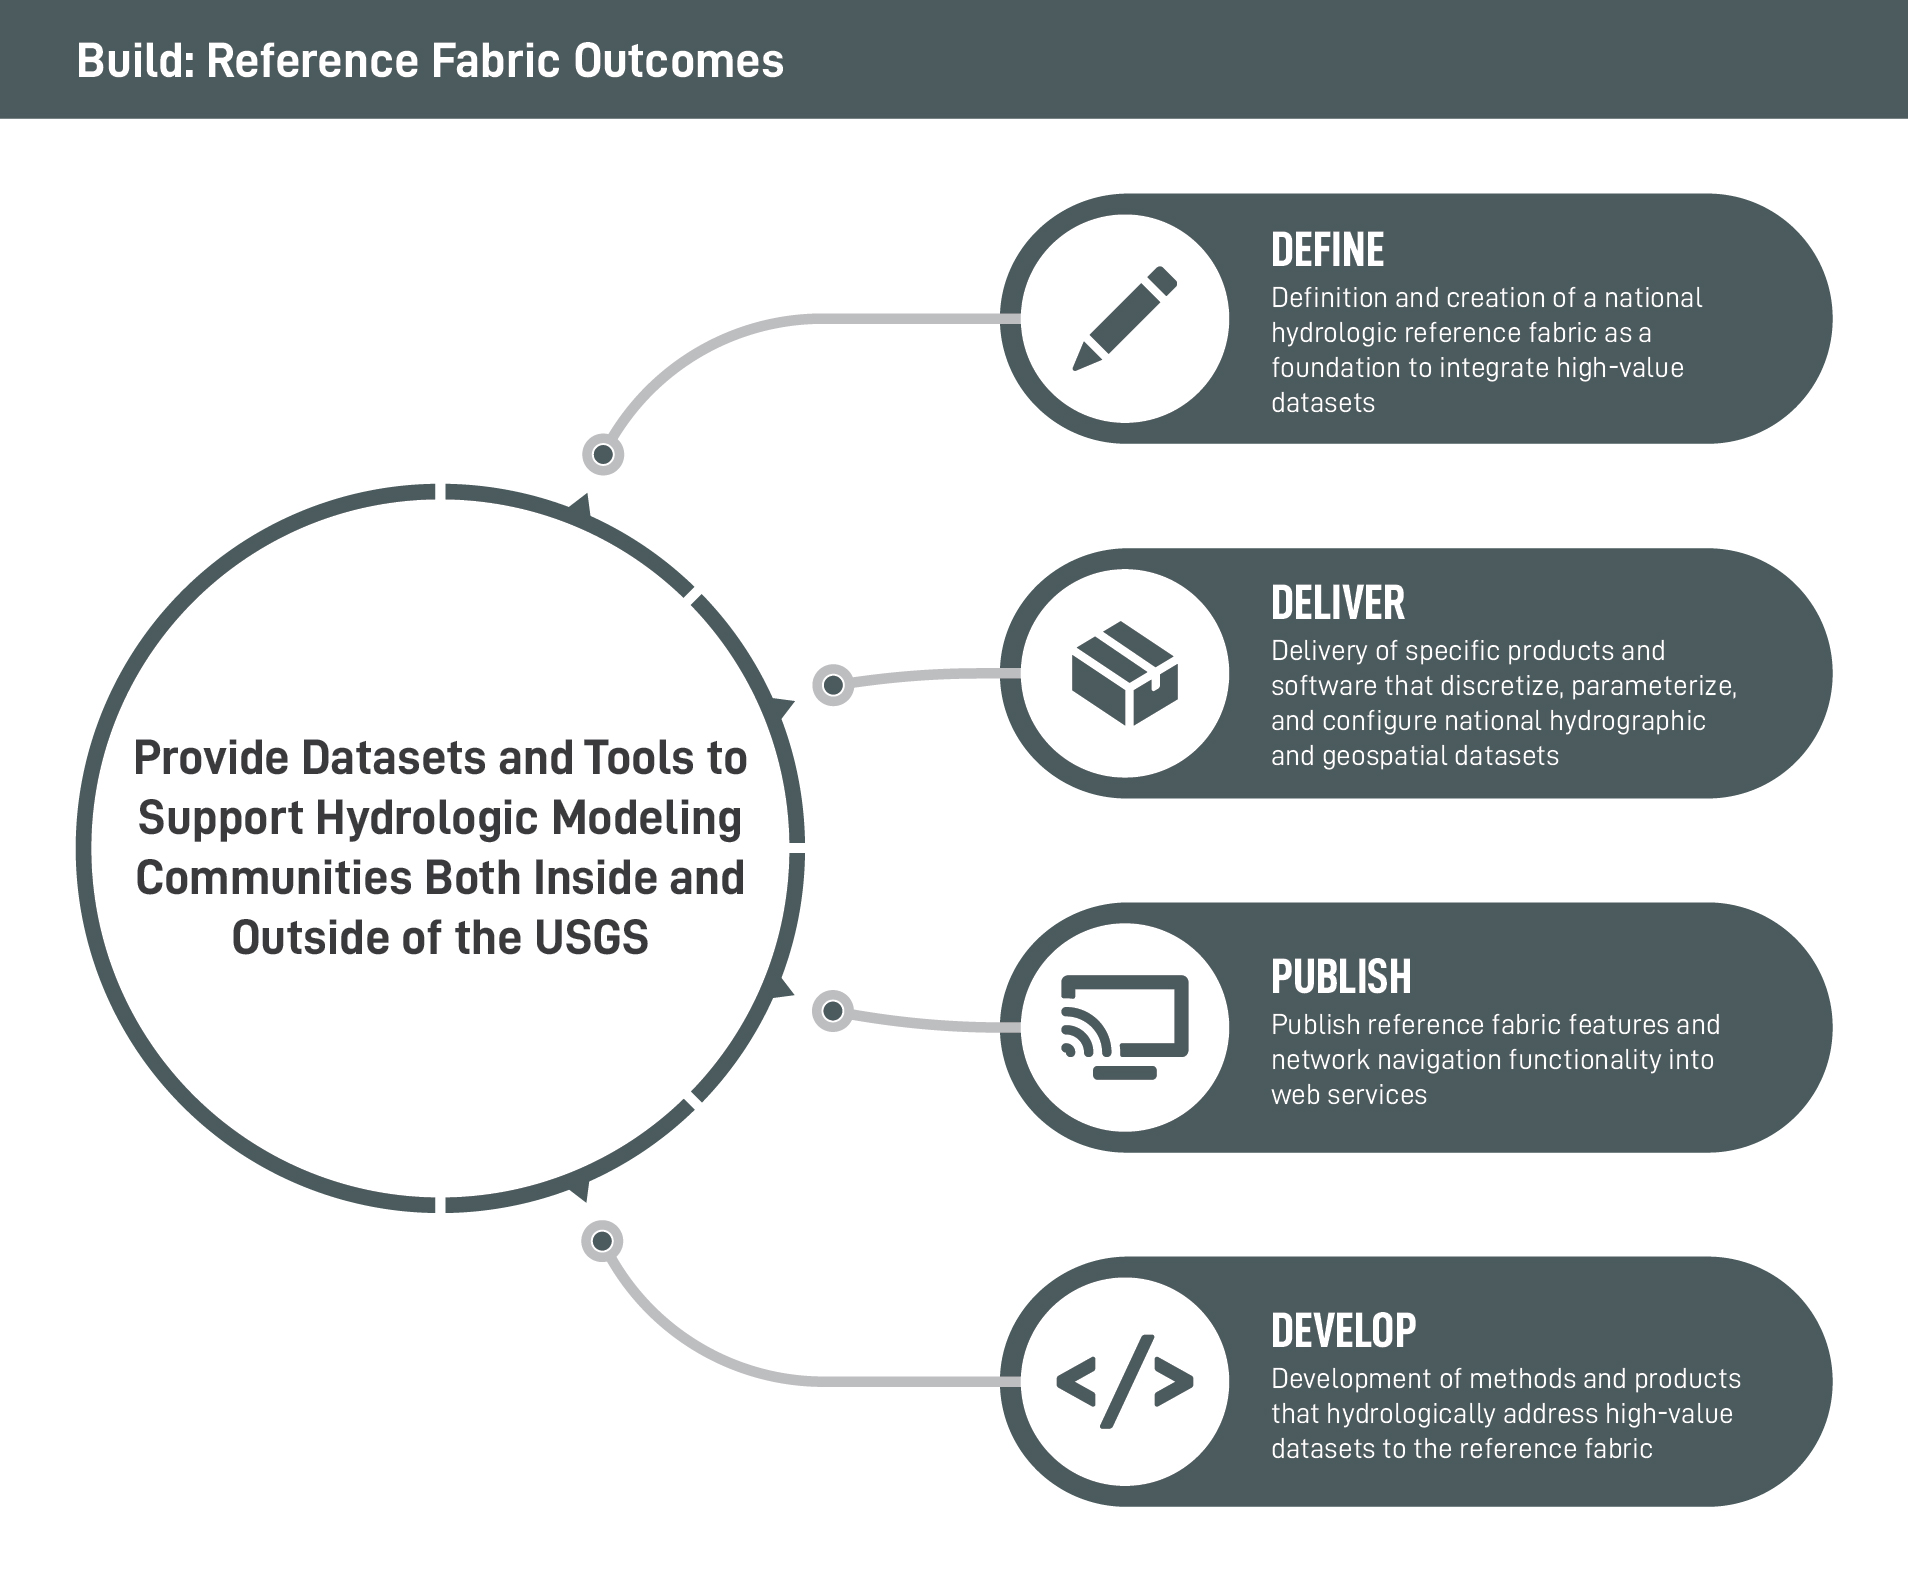 Build: Reference Fabric Outcomes
Provide Datasets and Tools to
Support Hydrologic Modeling
Communities Both Inside and
Outside of the USGS
DEFINE
Definition and creation of a national
hydrologic reference fabric as a
foundation to integrate high-value
datasets
DELIVER
Delivery of specific products and
software that discretize, parameterize,
and configure national hydrographic
and geospatial datasets
PUBLISH
Publish reference fabric features and
network navigation functionality into
web services
DEVELOP
Development of methods and products
that hydrologically address high-value
datasets to the reference fabric